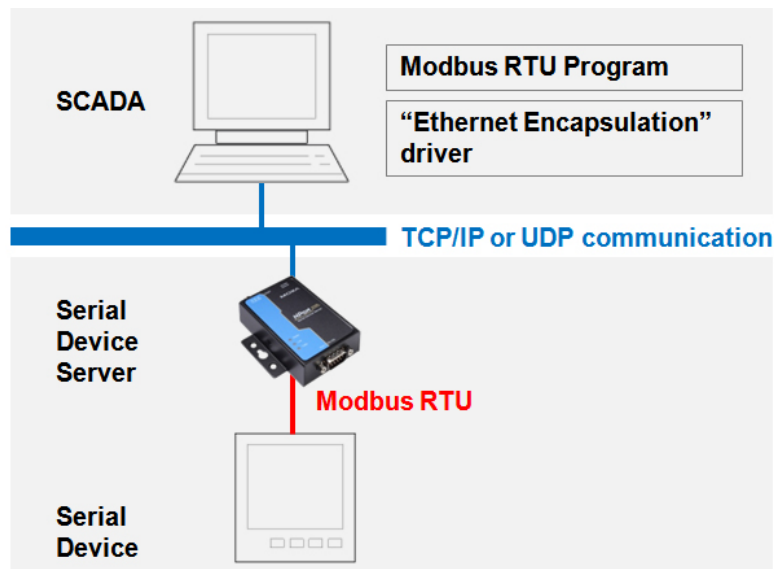 SCADA
Modbus RTU Program
“Ethernet Encapsulation”
driver
TCP/IP or UDP communication
Serial
Device
Server
Modbus RTU
Serial
Device